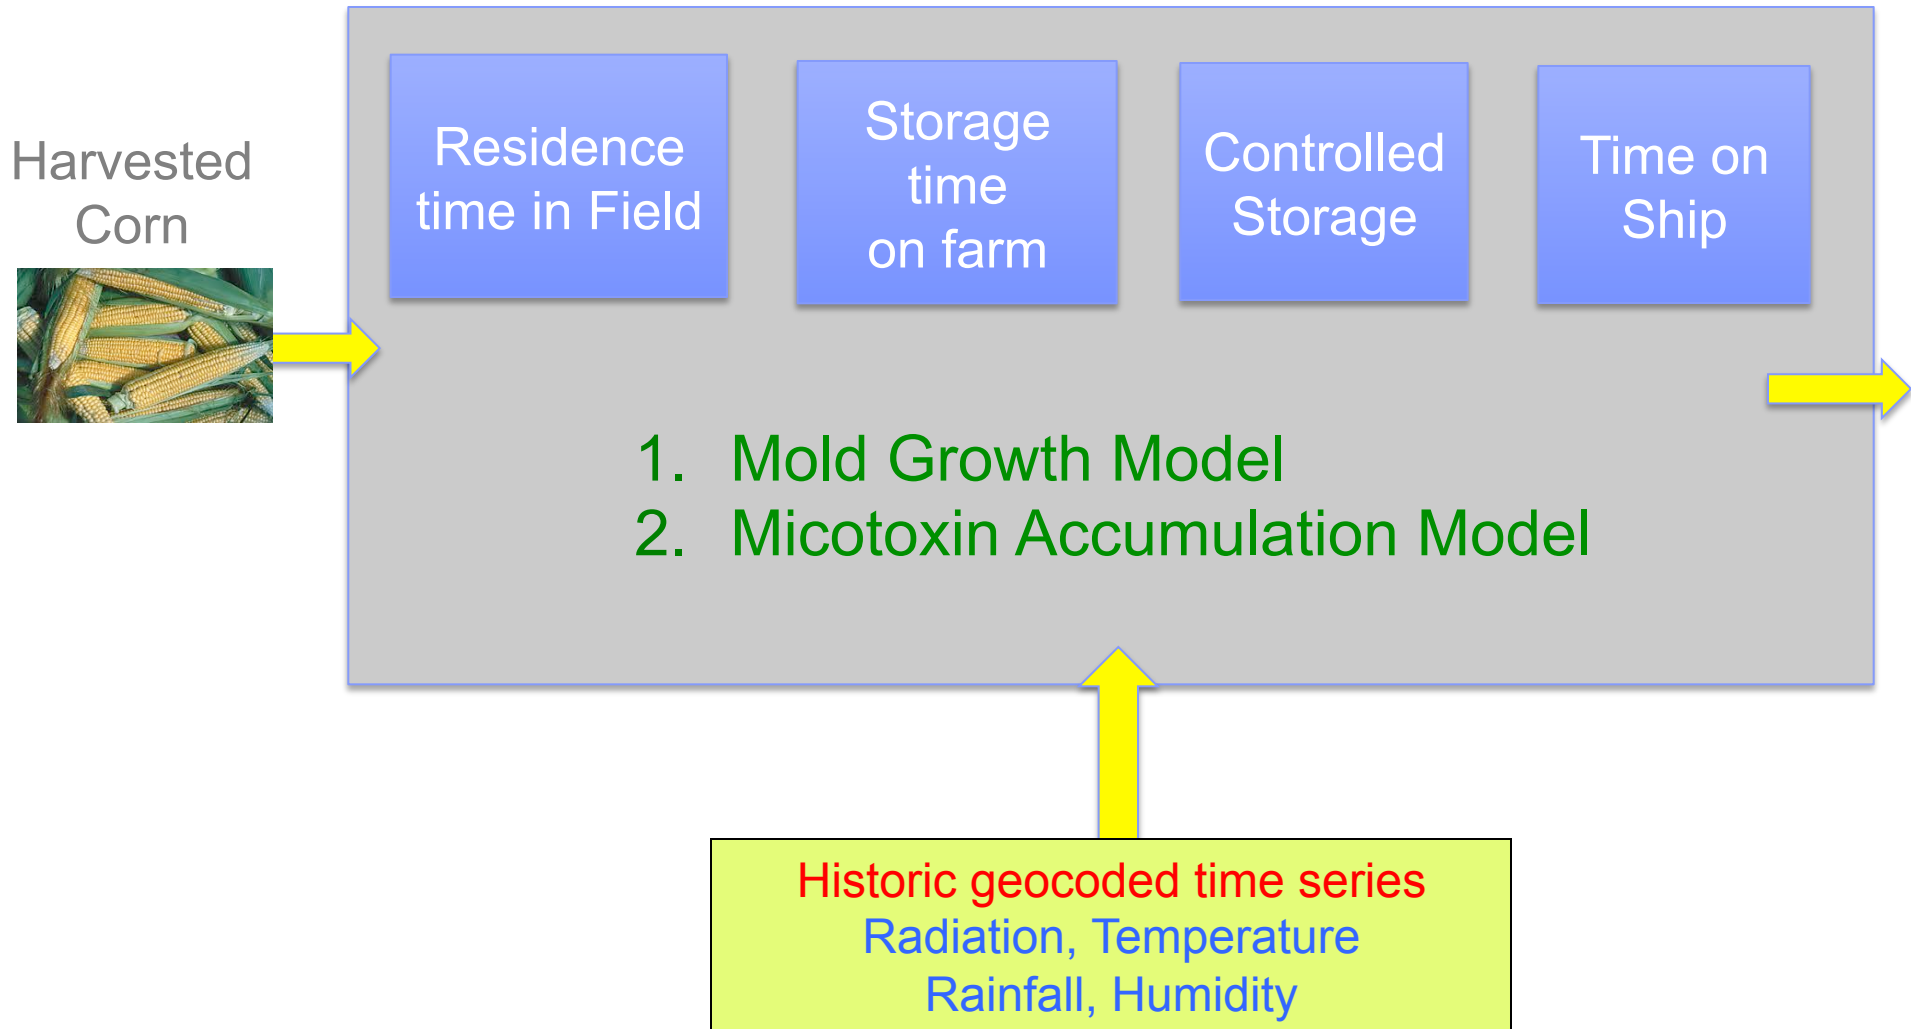 Harvested
Corn
Residence
time in Field
Storage
time
on farm
Controlled
Storage
Time on
Ship
1. Mold Growth Model
2. Micotoxin Accumulation Model
Historic geocoded time series
Radiation, Temperature
Rainfall, Humidity